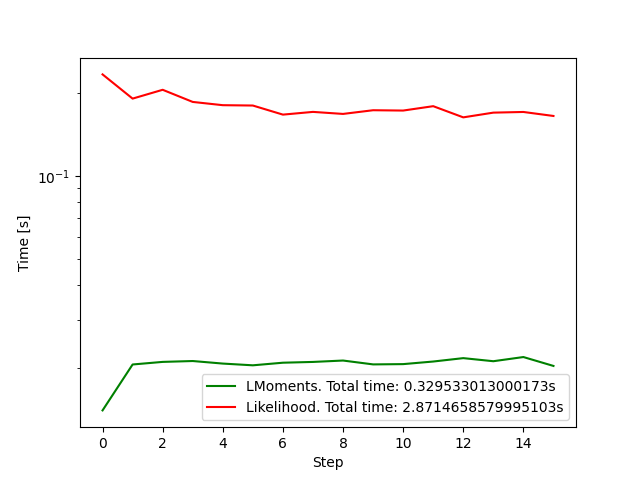 10⁻¹
Time [s]
0 2 4 6 8 10 12 14
Step
LMoments. Total time: 0.329533013000173s
Likelihood. Total time: 2.8714658579995103s